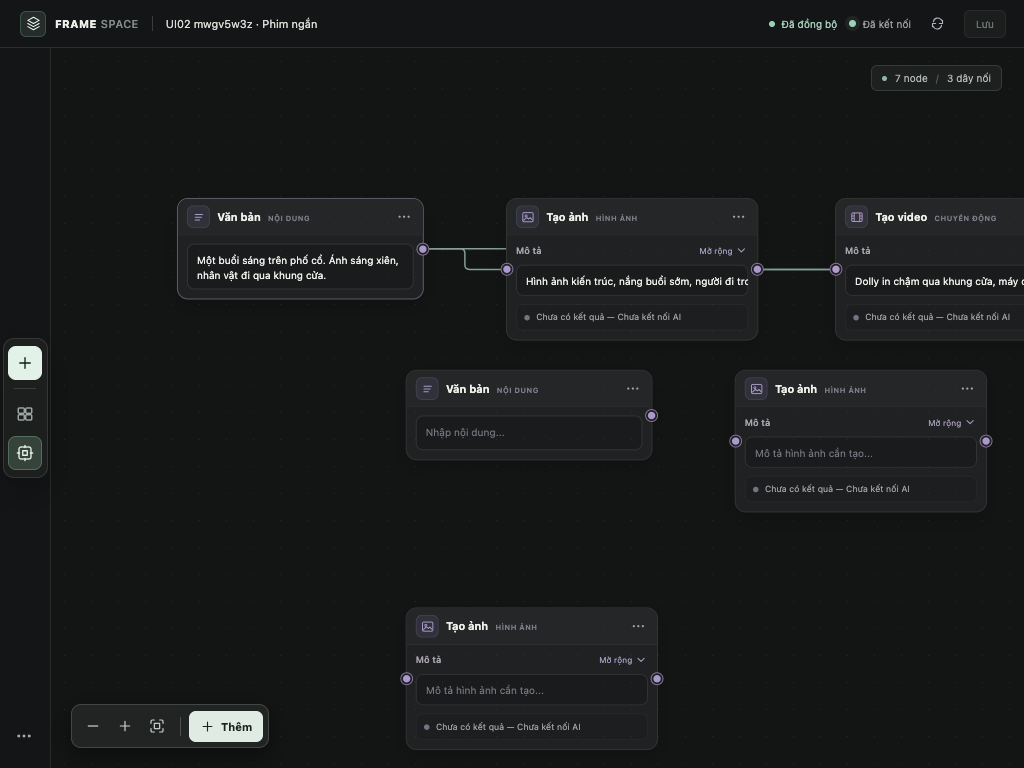 FRAME SPACE
UI02 mwgv5w3z · Phim ngắn
Đã đồng bộ
Đã kết nối
Lưu
7 node / 3 dây nối
Văn bản NỘI DUNG
Một buổi sáng trên phố cổ. Ánh sáng xiên,
nhân vật đi qua khung cửa.
Tạo ảnh HÌNH ẢNH
Mô tả
Mở rộng
Hình ảnh kiến trúc, nắng buổi sớm, người đi trc
Chưa có kết quả — Chưa kết nối AI
Tạo video CHUYỂN ĐỘNG
Mô tả
Dolly in chậm qua khung cửa, máy c
Chưa có kết quả — Chưa kết nối AI
Văn bản NỘI DUNG
Nhập nội dung...
Tạo ảnh HÌNH ẢNH
Mô tả
Mở rộng
Mô tả hình ảnh cần tạo...
Chưa có kết quả — Chưa kết nối AI
Tạo ảnh HÌNH ẢNH
Mô tả
Mở rộng
Mô tả hình ảnh cần tạo...
Chưa có kết quả — Chưa kết nối AI
Thêm